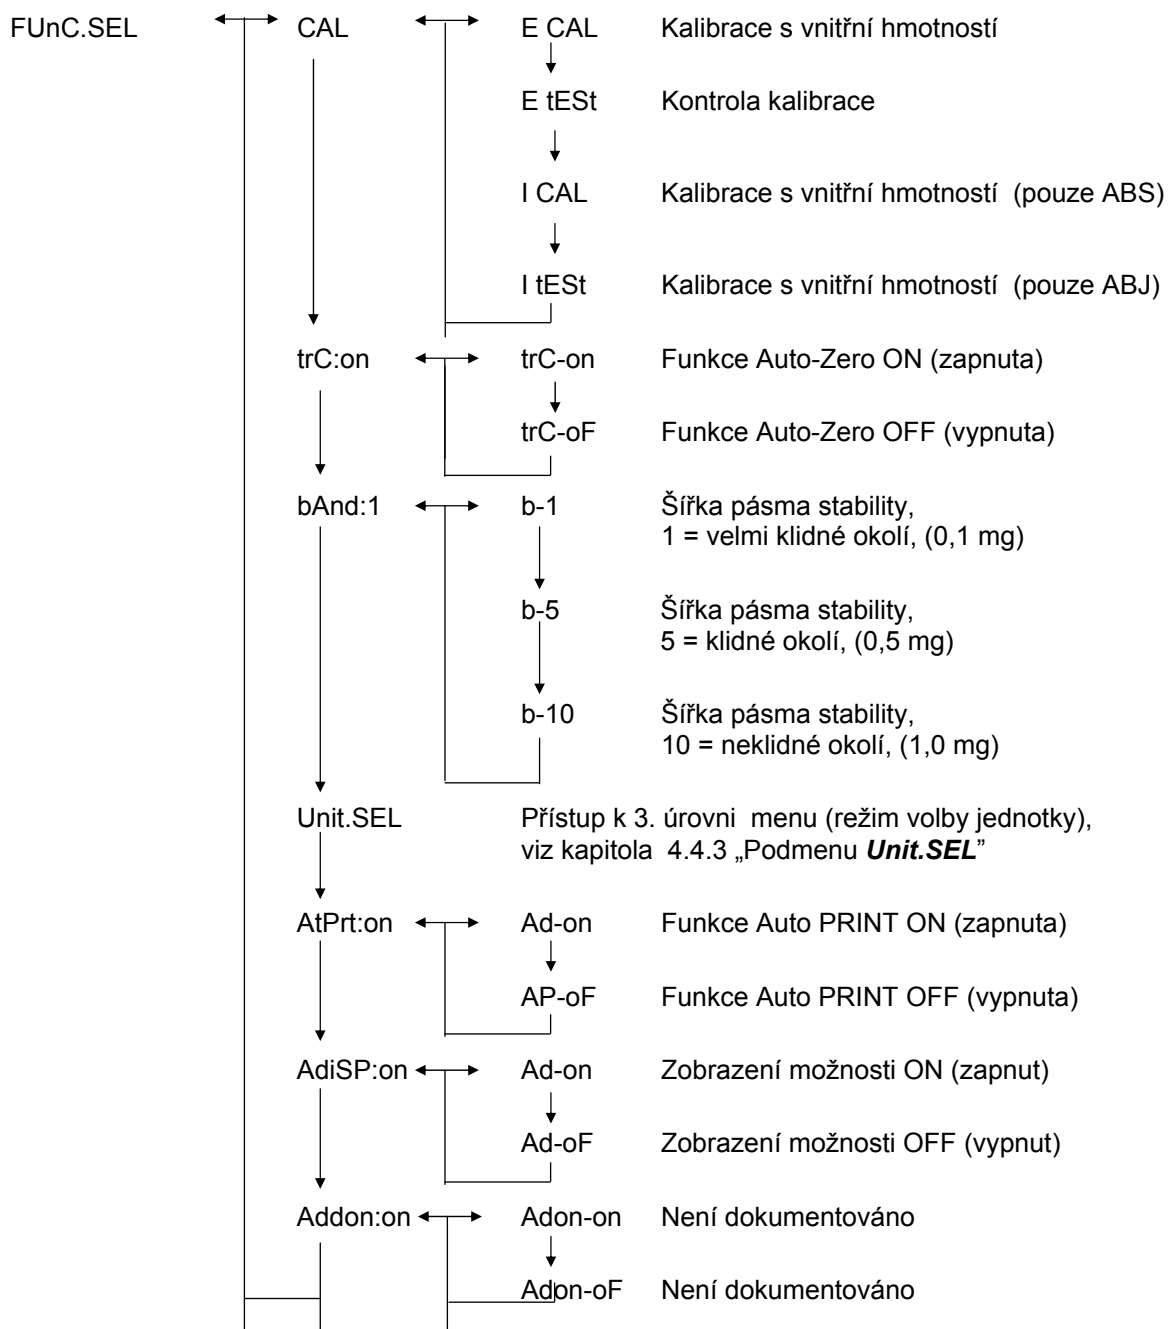 FUnC.SEL CAL E CAL Kalibrace s vnitřní hmotností
E tESt Kontrola kalibrace
I CAL Kalibrace s vnitřní hmotností (pouze ABS)
I tESt Kalibrace s vnitřní hmotností (pouze ABJ)
trC:on trC-on Funkce Auto-Zero ON (zapnuta)
trC-oF Funkce Auto-Zero OFF (vypnuta)
bAnd:1 b-1 Šířka pásma stability,
1 = velmi klidné okolí, (0,1 mg)
b-5 Šířka pásma stability,
5 = klidné okolí, (0,5 mg)
b-10 Šířka pásma stability,
10 = neklidné okolí, (1,0 mg)
Unit.SEL Přístup k 3. úrovni menu (režim volby jednotky),
viz kapitola 4.4.3 „Podmenu Unit.SEL”
AtPrt:on Ad-on Funkce Auto PRINT ON (zapnuta)
AP-oF Funkce Auto PRINT OFF (vypnuta)
AdiSP:on Ad-on Zobrazení možnosti ON (zapnut)
Ad-oF Zobrazení možnosti OFF (vypnut)
Addon:on Adon-on Není dokumentováno
Adon-oF Není dokumentováno